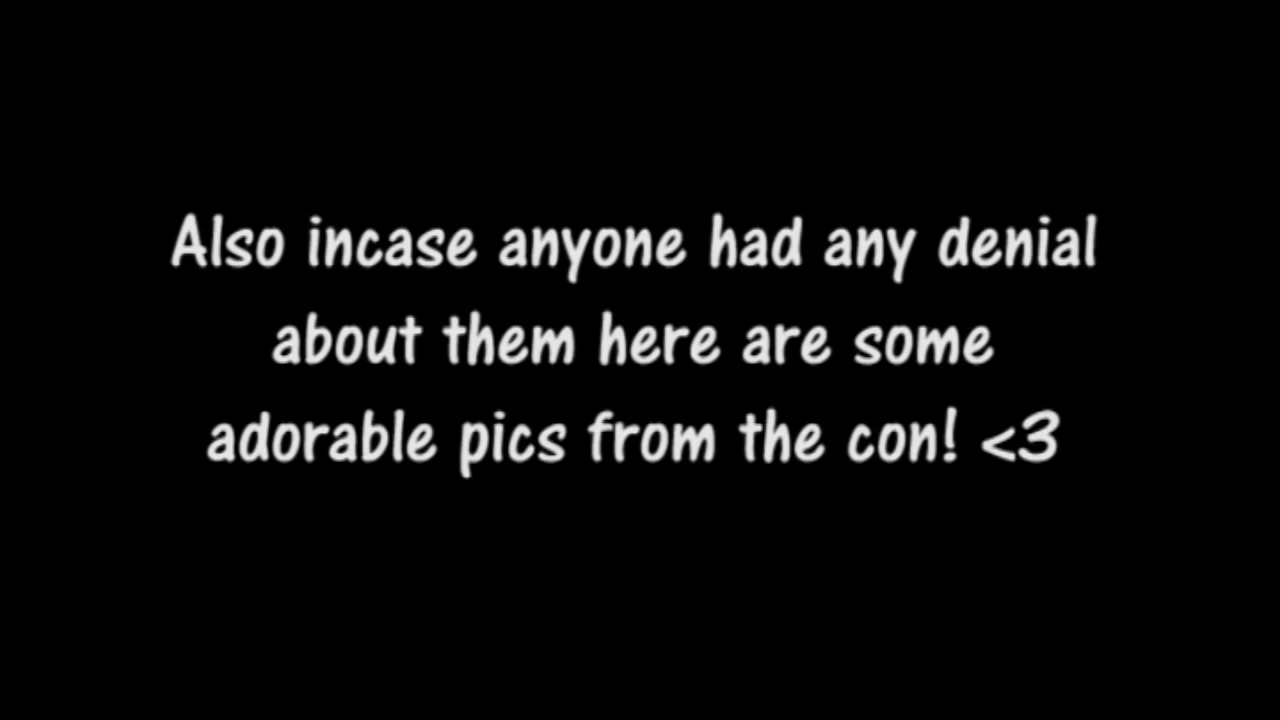 Also incase anyone had any denial
about them here are some
adorable pics from the con! <3